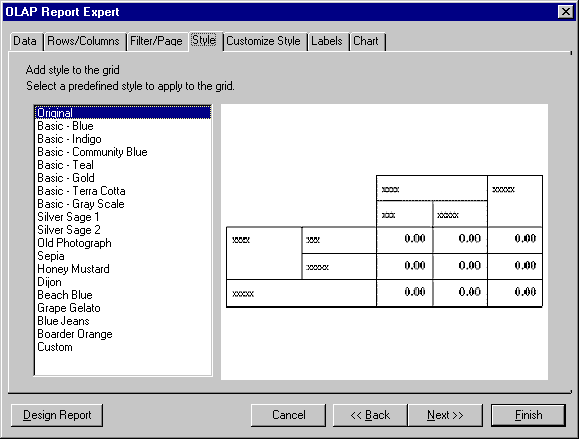 OLAP Report Expert
Data Rows/Columns Filter/Page Style Customize Style Labels Chart
Add style to the grid
Select a predefined style to apply to the grid.
Original
Basic - Blue
Basic - Indigo
Basic - Community Blue
Basic - Teal
Basic - Gold
Basic - Terra Cotta
Basic - Gray Scale
Silver Sage 1
Silver Sage 2
Old Photograph
Sepia
Honey Mustard
Dijon
Beach Blue
Grape Gelato
Blue Jeans
Boarder Orange
Custom
xxxx xxxxx
xxx xxxxx
xxxx xxx 0.00 0.00 0.00
xxxxx 0.00 0.00 0.00
xxxxx 0.00 0.00 0.00
Design Report Cancel << Back Next >> Finish